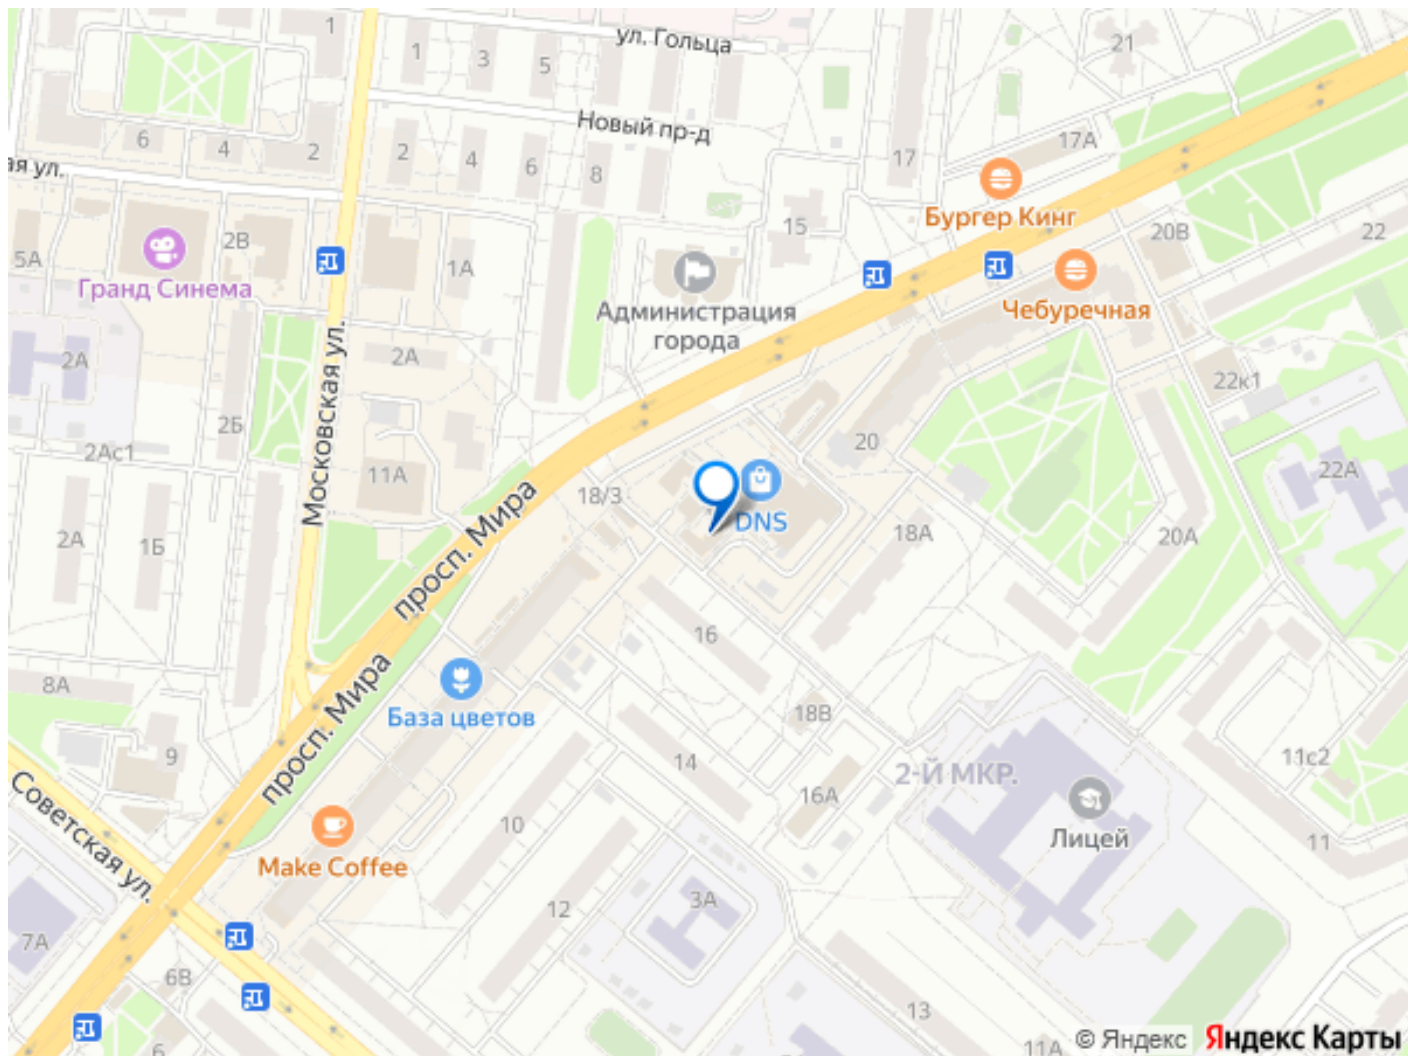 1
ул. Гольца
1
3
5
21
Новый пр-д
6
4
2
2
4
6
8
17
17А
ая ул.
Бургер Кинг
2В
15
20В
22
5А
1А
Гранд Синема
Администрация
города
Чебуречная
2А
2А
22к1
Московская ул.
2Б
2Ас1
20
11А
18/3
22А
DNS
просп. Мира
2А
1Б
18А
20А
16
8А
просп. Мира
База цветов
18В
9
14
11с2
2-Й МКР.
16А
Советская ул.
10
Лицей
11
Make Coffee
3А
12
7А
6В
13
6
11А
© Яндекс
Яндекс Карты